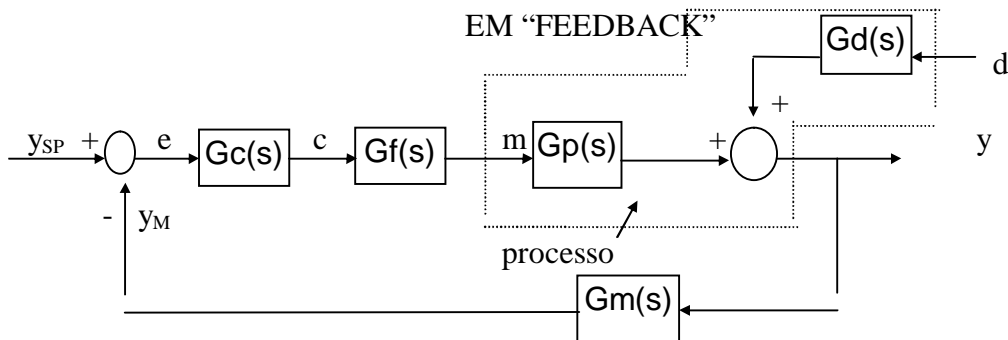 EM “FEEDBACK”
Gd(s)
d
+
ySP + e Gc(s) c Gf(s) m Gp(s) + y
- yM
processo
Gm(s)